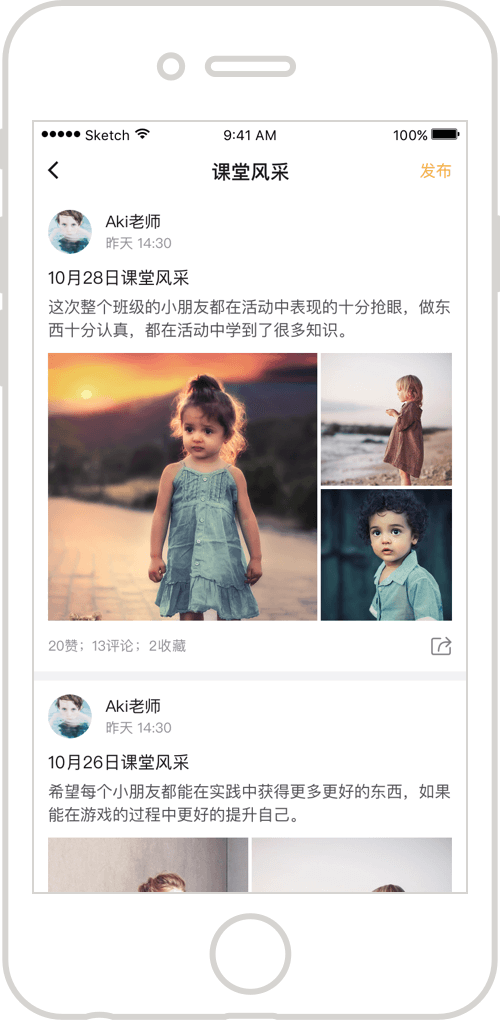 ●●●●● Sketch 9:41 AM 100%
课堂风采 发布
Aki老师
昨天 14:30
10月28日课堂风采
这次整个班级的小朋友都在活动中表现的十分抢眼，做东
西十分认真，都在活动中学到了很多知识。
20赞；13评论；2收藏
Aki老师
昨天 14:30
10月26日课堂风采
希望每个小朋友都能在实践中获得更多更好的东西，如果
能在游戏的过程中更好的提升自己。